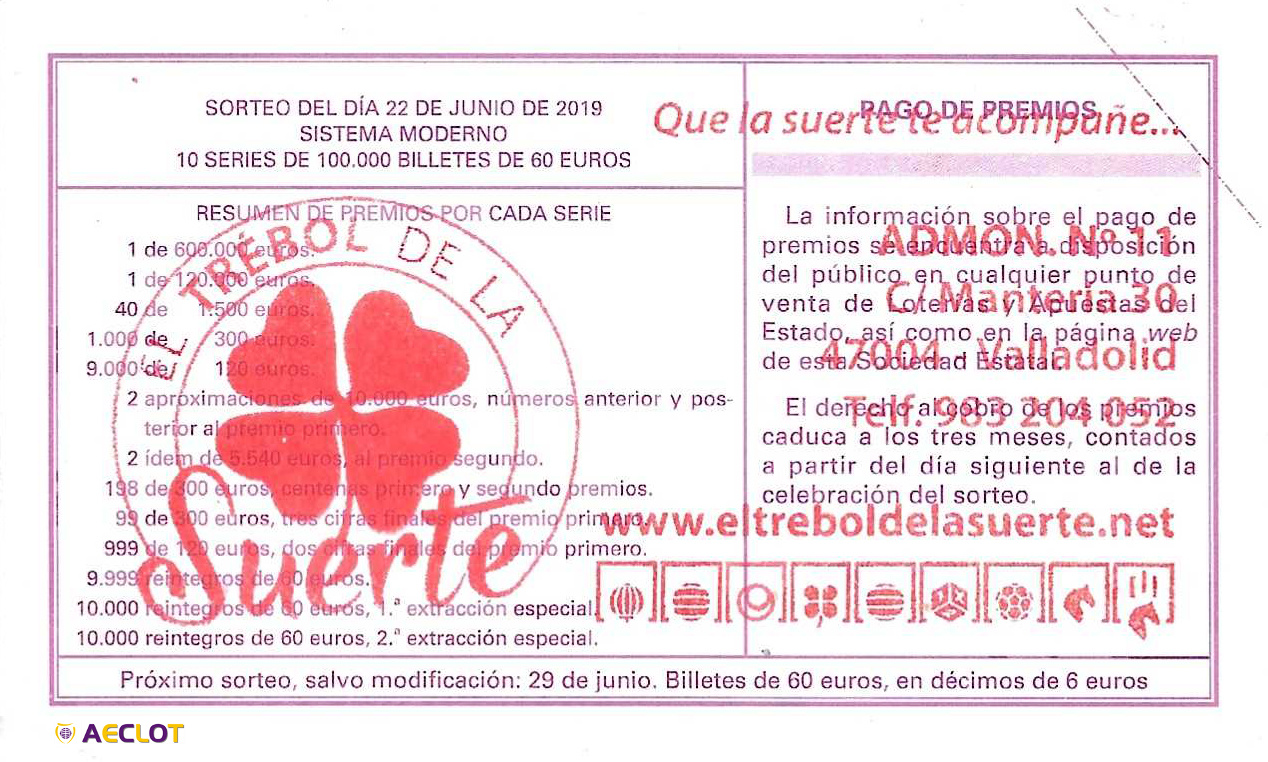 SORTEO DEL DÍA 22 DE JUNIO DE 2019
SISTEMA MODERNO
10 SERIES DE 100.000 BILLETES DE 60 EUROS
RESUMEN DE PREMIOS POR CADA SERIE
1 de 600.000 euros.
1 de 120.000 euros.
40 de 1.500 euros.
1.000 de 300 euros.
9.000 de 120 euros.
2 aproximaciones de 10.000 euros, números anterior y pos-
terior al premio primero.
2 ídem de 5.540 euros, al premio segundo.
198 de 300 euros, centenas primero y segundo premios.
99 de 300 euros, tres cifras finales del premio primero.
999 de 120 euros, dos cifras finales del premio primero.
9.999 reintegros de 60 euros.
10.000 reintegros de 60 euros, 1.ª extracción especial.
10.000 reintegros de 60 euros, 2.ª extracción especial.
EL TRÉBOL DE LA
Suerte
PAGO DE PREMIOS
La información sobre el pago de
premios se encuentra a disposición
del público en cualquier punto de
venta de Loterías y Apuestas del
Estado, así como en la página web
de esta Sociedad Estatal.
El derecho al cobro de los premios
caduca a los tres meses, contados
a partir del día siguiente al de la
celebración del sorteo.
Que la suerte te acompañe...
ADMON. Nº 11
C/ Mantería 30
47004 - Valladolid
Telf. 983 204 052
www.eltreboldelasuerte.net
Próximo sorteo, salvo modificación: 29 de junio. Billetes de 60 euros, en décimos de 6 euros
AECLOT